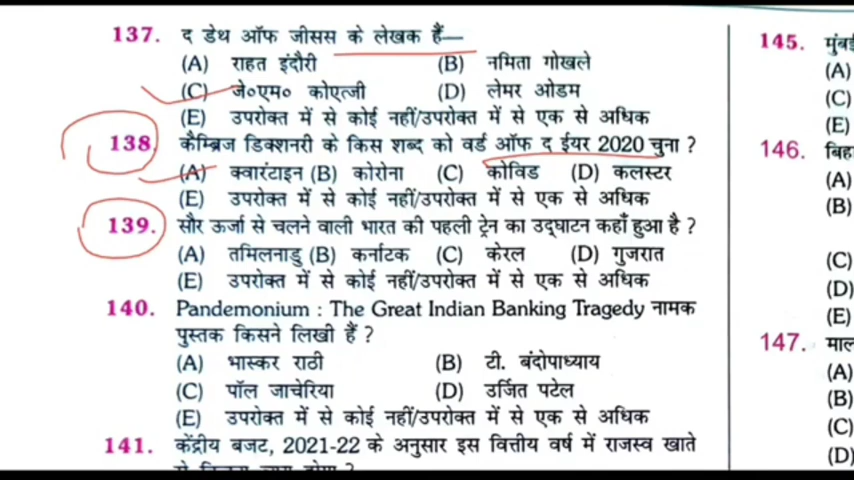 137. द डेथ ऑफ जीसस के लेखक हैं—
(A) राहत इंदौरी (B) नमिता गोखले
(C) जे०एम० कोएत्जी (D) लेमर ओडम
(E) उपरोक्त में से कोई नहीं/उपरोक्त में से एक से अधिक
138. कैम्ब्रिज डिक्शनरी के किस शब्द को वर्ड ऑफ द ईयर 2020 चुना ?
(A) क्वारंटाइन (B) कोरोना (C) कोविड (D) कलस्टर
(E) उपरोक्त में से कोई नहीं/उपरोक्त में से एक से अधिक
139. सौर ऊर्जा से चलने वाली भारत की पहली ट्रेन का उद्घाटन कहाँ हुआ है ?
(A) तमिलनाडु (B) कर्नाटक (C) केरल (D) गुजरात
(E) उपरोक्त में से कोई नहीं/उपरोक्त में से एक से अधिक
140. Pandemonium : The Great Indian Banking Tragedy नामक
पुस्तक किसने लिखी हैं ?
(A) भास्कर राठी (B) टी. बंदोपाध्याय
(C) पॉल जाचेरिया (D) उर्जित पटेल
(E) उपरोक्त में से कोई नहीं/उपरोक्त में से एक से अधिक
141. केंद्रीय बजट, 2021-22 के अनुसार इस वित्तीय वर्ष में राजस्व खाते
145. मुंबई
(A)
(C)
(E)
146. बिहा
(A)
(B)
(C)
(D)
(E)
147. माल
(A)
(B)
(C)
(D)